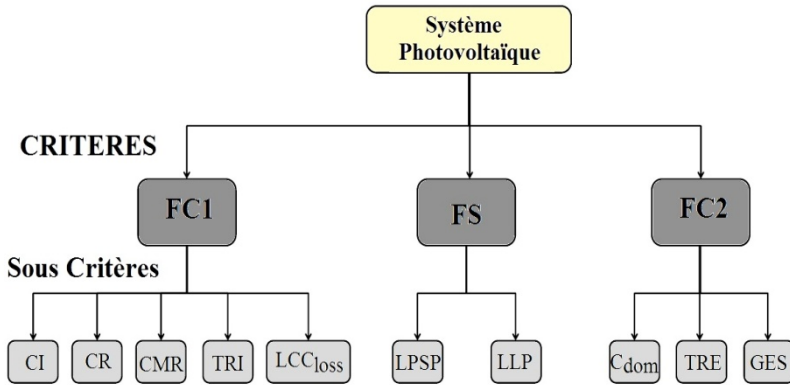 Système
Photovoltaïque
CRITERES
FC1
FS
FC2
Sous Critères
CI
CR
CMR
TRI
LCCloss
LPSP
LLP
Cdom
TRE
GES